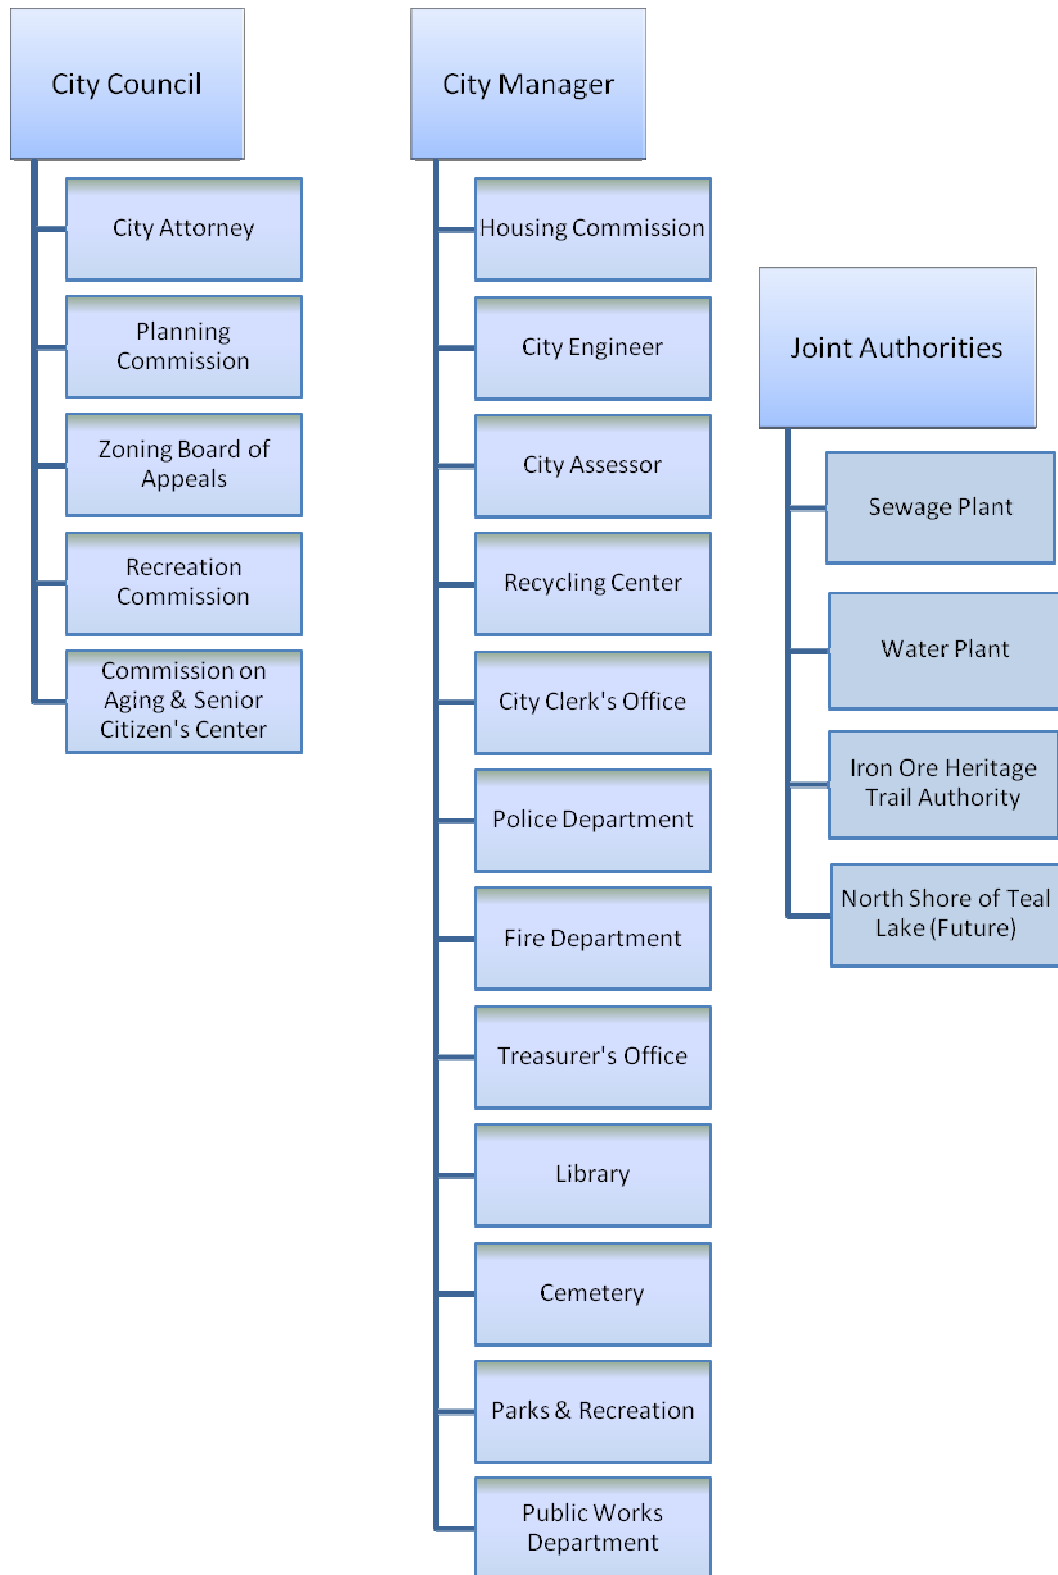 City Council
City Attorney
Planning
Commission
Zoning Board of
Appeals
Recreation
Commission
Commission on
Aging & Senior
Citizen's Center
City Manager
Housing Commission
City Engineer
City Assessor
Recycling Center
City Clerk's Office
Police Department
Fire Department
Treasurer's Office
Library
Cemetery
Parks & Recreation
Public Works
Department
Joint Authorities
Sewage Plant
Water Plant
Iron Ore Heritage
Trail Authority
North Shore of Teal
Lake (Future)